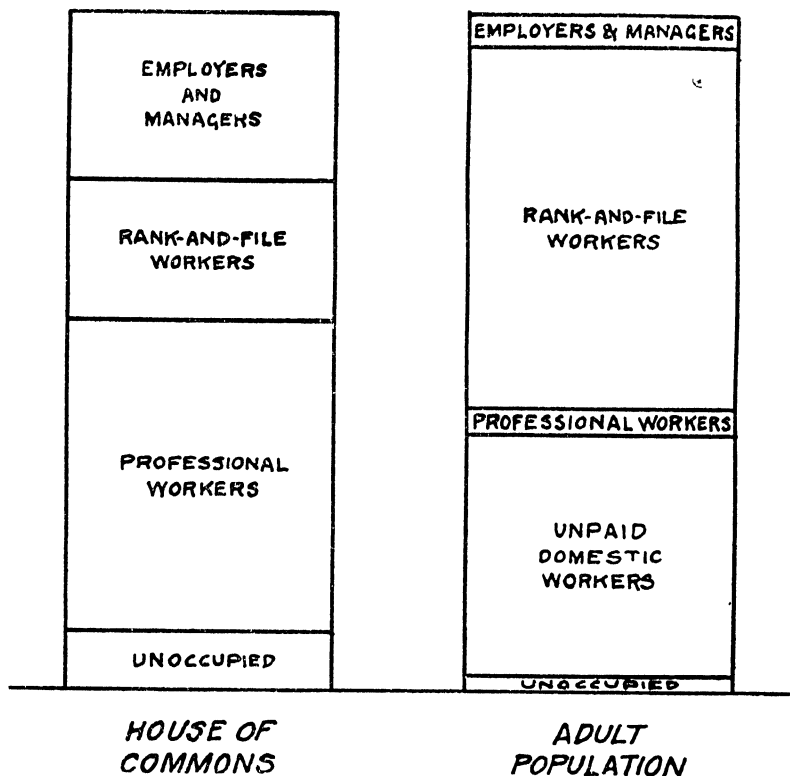 EMPLOYERS
AND
MANAGERS
RANK-AND-FILE
WORKERS
PROFESSIONAL
WORKERS
UNOCCUPIED
HOUSE OF
COMMONS
EMPLOYERS & MANAGERS
RANK-AND-FILE
WORKERS
PROFESSIONAL WORKERS
UNPAID
DOMESTIC
WORKERS
UNOCCUPIED
ADULT
POPULATION